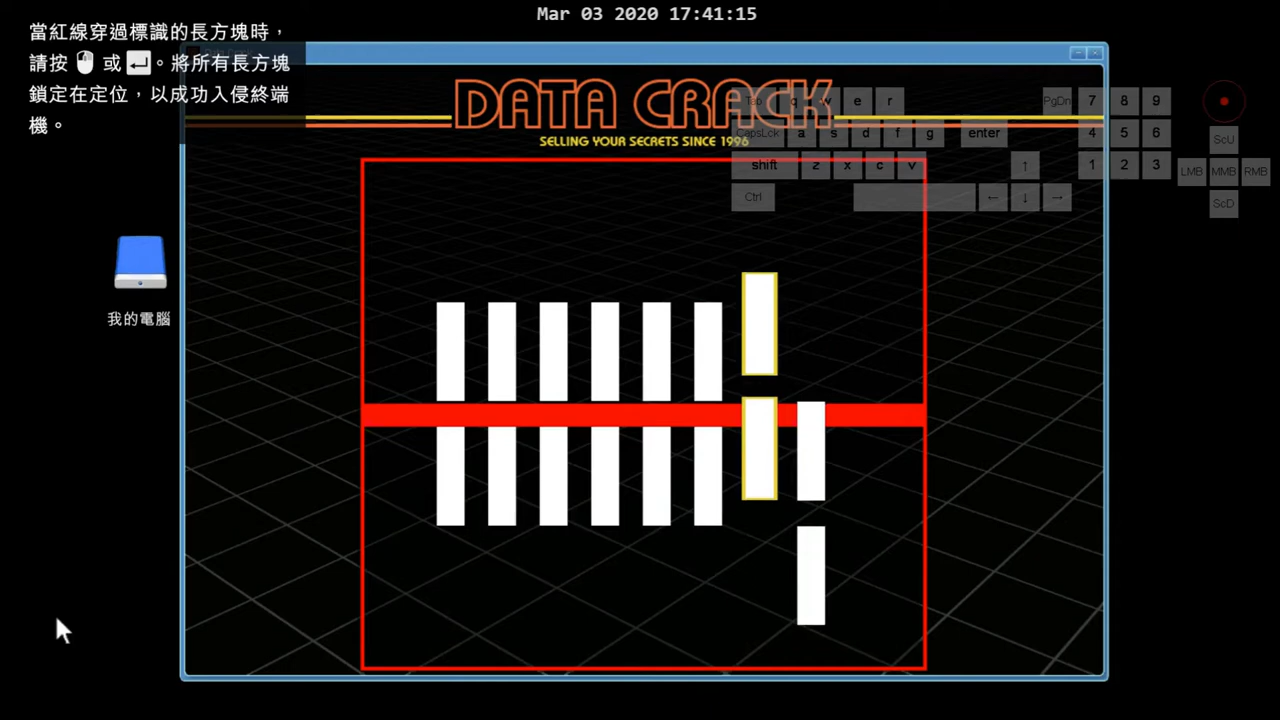 Mar 03 2020 17:41:15
當紅線穿過標識的長方塊時，
請按 或 。將所有長方塊
鎖定在定位，以成功入侵終端
機。
DATA CRACK
SELLING YOUR SECRETS SINCE 1996
我的電腦
Tab q w e r
PgDn 7 8 9
CapsLck a s d f g enter
4 5 6
ScU
shift z x c v ↑
1 2 3
LMB MMB RMB
Ctrl ← ↓ →
ScD